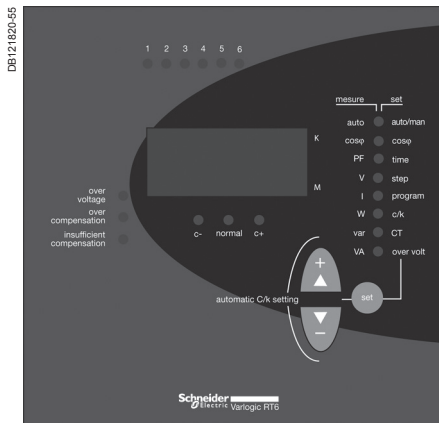 DB121820-55
1 2 3 4 5 6
mesure set
auto auto/man
K
cosφ cosφ
PF time
V step
M
I program
over
voltage
W c/k
over
compensation
c- normal c+
var CT
insufficient
compensation
VA over volt
+
automatic C/k setting
set
−
Schneider
Electric Varlogic RT6